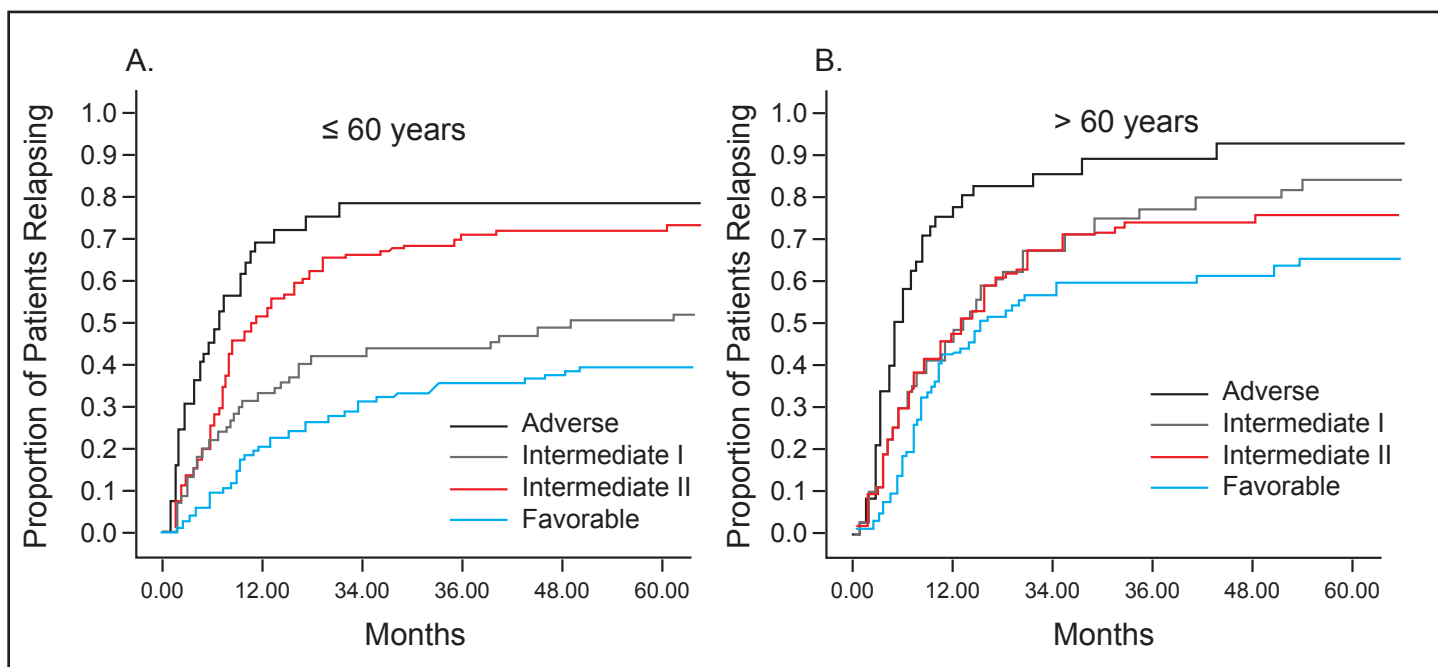 A.
≤ 60 years
Proportion of Patients Relapsing
1.0
0.9
0.8
0.7
0.6
0.5
0.4
0.3
0.2
0.1
0.0
Adverse
Intermediate I
Intermediate II
Favorable
0.00 12.00 34.00 36.00 48.00 60.00
Months
B.
> 60 years
Proportion of Patients Relapsing
1.0
0.9
0.8
0.7
0.6
0.5
0.4
0.3
0.2
0.1
0.0
Adverse
Intermediate I
Intermediate II
Favorable
0.00 12.00 34.00 36.00 48.00 60.00
Months